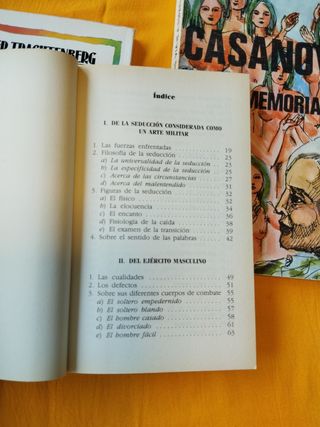 ED TRACHTENBERG
CASANOV
MEMORIA
Índice
I. DE LA SEDUCCIÓN CONSIDERADA COMO
UN ARTE MILITAR
1. Las fuerzas enfrentadas 19
2. Filosofía de la seducción 23
a) La universalidad de la seducción 23
b) La especificidad de la seducción 25
c) Acerca de las circunstancias 27
d) Acerca del malentendido 31
3. Figuras de la seducción 32
a) El físico 32
b) La elocuencia 34
c) El encanto 34
d) Fisiología de la caída 38
e) El examen de la transición 39
4. Sobre el sentido de las palabras 42
II. DEL EJÉRCITO MASCULINO
1. Las cualidades 49
2. Los defectos 51
3. Sobre sus diferentes cuerpos de combate 55
a) El soltero empedernido 55
b) El soltero blando 57
c) El hombre casado 58
d) El divorciado 61
e) El hombre fácil 63